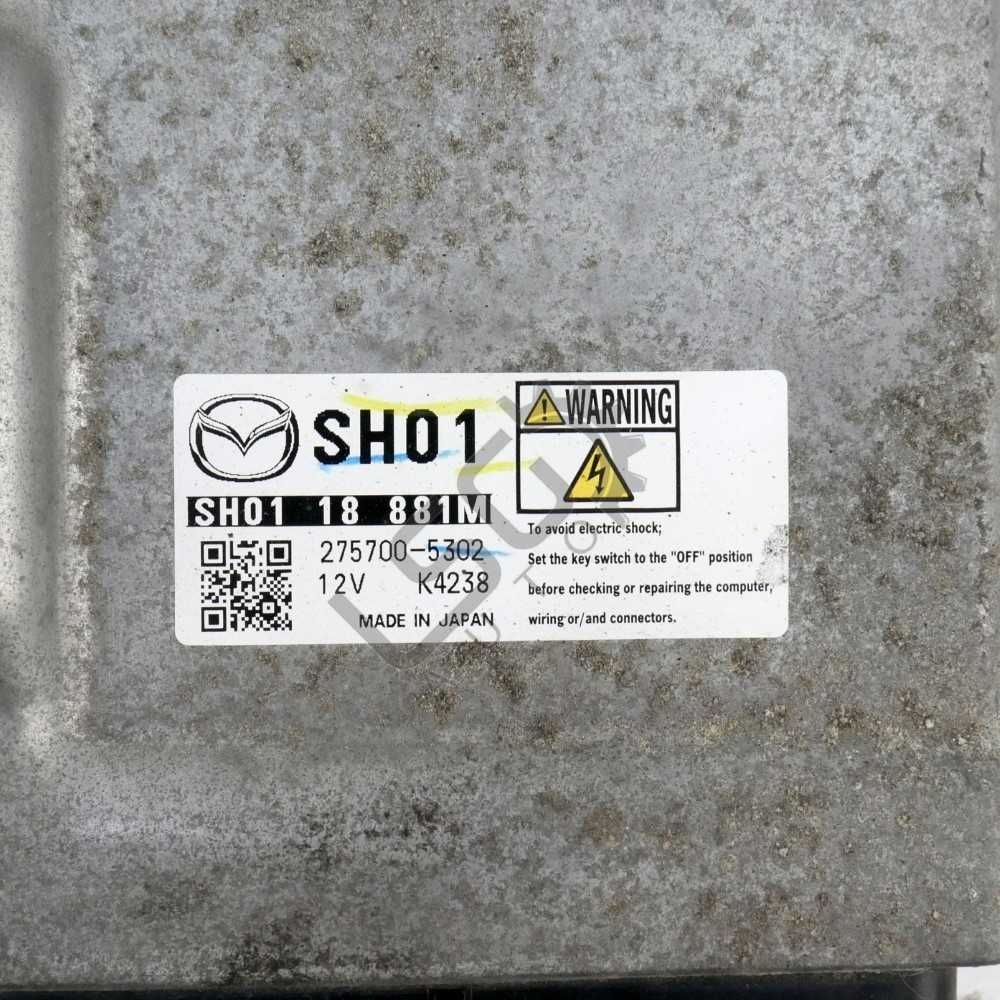 SH01
SH01 18 881M
275700-5302
12V K4238
MADE IN JAPAN
WARNING
To avoid electric shock;
Set the key switch to the "OFF" position
before checking or repairing the computer,
wiring or/and connectors.